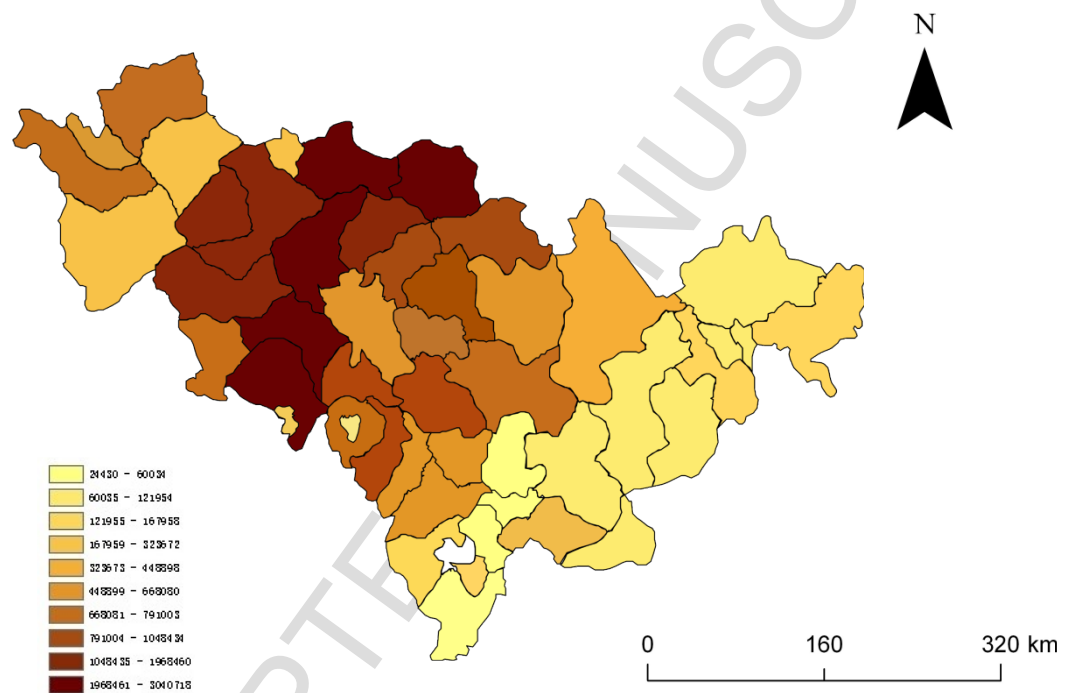 N
24430 - 60034
60035 - 121954
121955 - 167958
167959 - 323672
323673 - 448898
448899 - 668080
668081 - 791003
791004 - 1048434
1048435 - 1968460
1968461 - 3040718
0 160 320 km